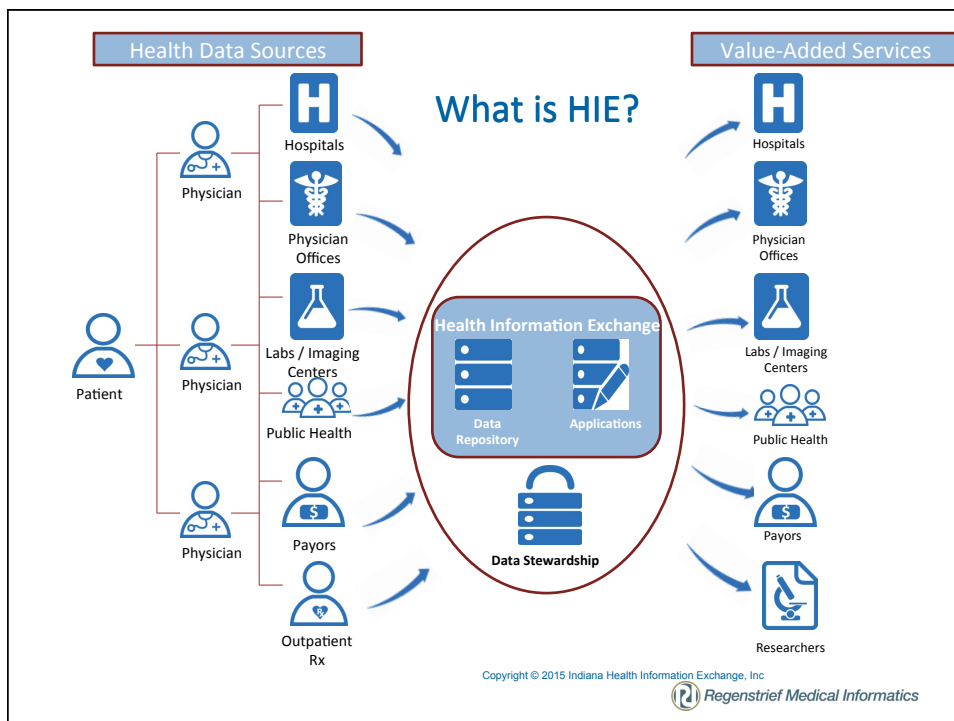 Health Data Sources
Value-Added Services
What is HIE?
Hospitals
Physician
Physician
Offices
Labs / Imaging
Centers
Physician
Patient
Public Health
Payors
Physician
Outpatient
Rx
Health Information Exchange
Data
Repository
Applications
Data Stewardship
Hospitals
Physician
Offices
Labs / Imaging
Centers
Public Health
Payors
Researchers
Copyright © 2015 Indiana Health Information Exchange, Inc
Regenstrief Medical Informatics